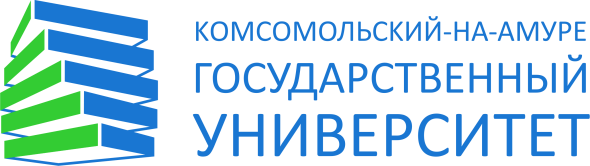 КОМСОМОЛЬСКИЙ-НА-АМУРЕ
ГОСУДАРСТВЕННЫЙ
УНИВЕРСИТЕТ